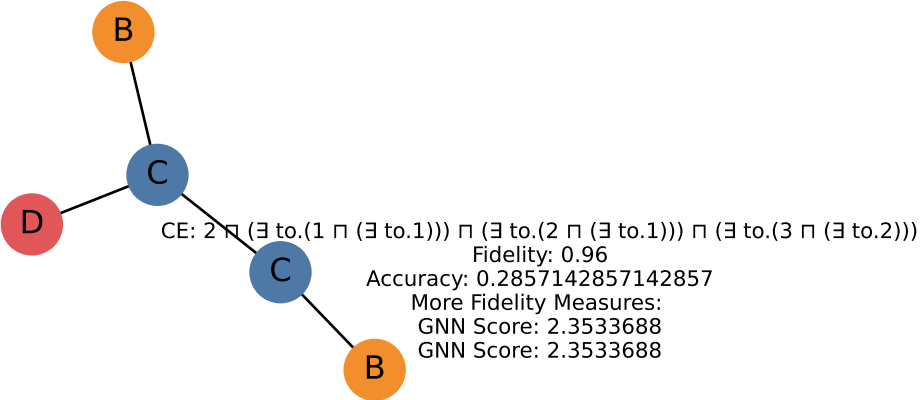 B
C
D
CE: 2 ⊓ (∃ to.(1 ⊓ (∃ to.1))) ⊓ (∃ to.(2 ⊓ (∃ to.1))) ⊓ (∃ to.(3 ⊓ (∃ to.2)))
Fidelity: 0.96
C
Accuracy: 0.2857142857142857
More Fidelity Measures:
GNN Score: 2.3533688
GNN Score: 2.3533688
B